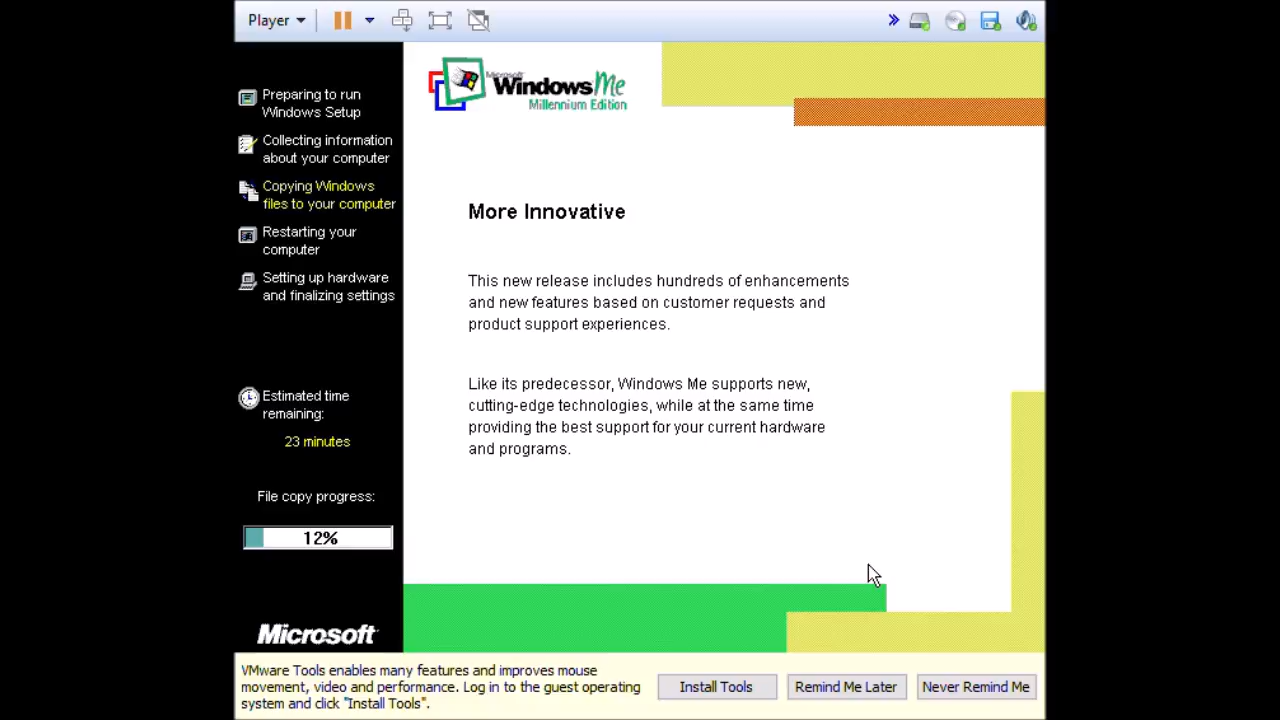 Player
Preparing to run
Windows Setup
Collecting information
about your computer
Copying Windows
files to your computer
Restarting your
computer
Setting up hardware
and finalizing settings
Estimated time
remaining:
23 minutes
File copy progress:
12%
Microsoft
Microsoft
Windows Me
Millennium Edition
More Innovative
This new release includes hundreds of enhancements
and new features based on customer requests and
product support experiences.
Like its predecessor, Windows Me supports new,
cutting-edge technologies, while at the same time
providing the best support for your current hardware
and programs.
VMware Tools enables many features and improves mouse
movement, video and performance. Log in to the guest operating
system and click "Install Tools".
Install Tools
Remind Me Later
Never Remind Me